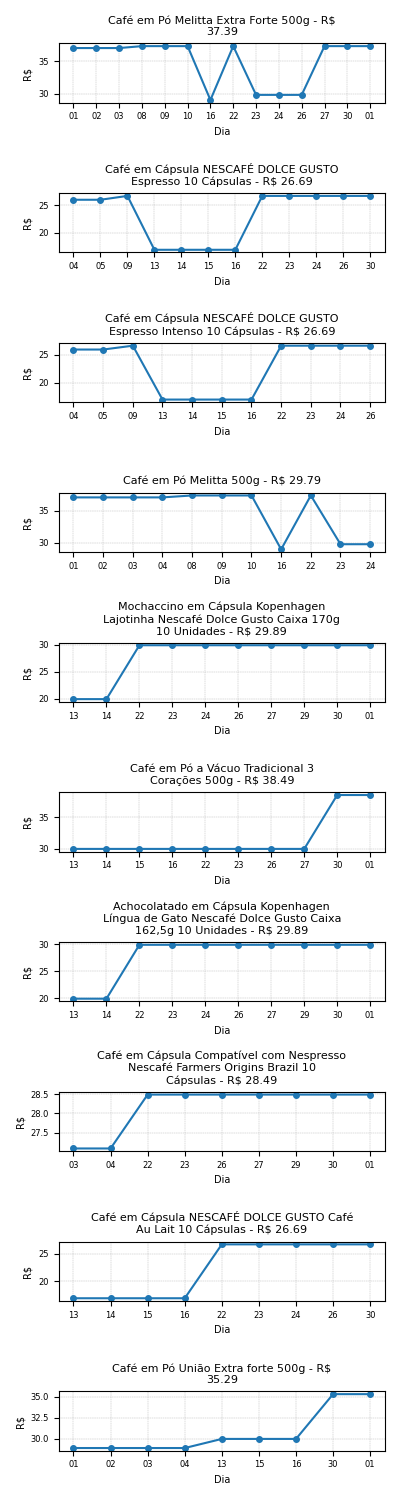 Café em Pó Melitta Extra Forte 500g - R$
37.39
35
30
R$
01 02 03 08 09 10 16 22 23 24 26 27 30 01
Dia
Café em Cápsula NESCAFÉ DOLCE GUSTO
Espresso 10 Cápsulas - R$ 26.69
25
20
R$
04 05 09 13 14 15 16 22 23 24 26 30
Dia
Café em Cápsula NESCAFÉ DOLCE GUSTO
Espresso Intenso 10 Cápsulas - R$ 26.69
25
20
R$
04 05 09 13 14 15 16 22 23 24 26
Dia
Café em Pó Melitta 500g - R$ 29.79
35
30
R$
01 02 03 04 08 09 10 16 22 23 24
Dia
Mochaccino em Cápsula Kopenhagen
Lajotinha Nescafé Dolce Gusto Caixa 170g
10 Unidades - R$ 29.89
30
25
20
R$
13 14 22 23 24 26 27 29 30 01
Dia
Café em Pó a Vácuo Tradicional 3
Corações 500g - R$ 38.49
35
30
R$
13 14 15 16 22 23 26 27 30 01
Dia
Achocolatado em Cápsula Kopenhagen
Língua de Gato Nescafé Dolce Gusto Caixa
162,5g 10 Unidades - R$ 29.89
30
25
20
R$
13 14 22 23 24 26 27 29 30 01
Dia
Café em Cápsula Compatível com Nespresso
Nescafé Farmers Origins Brazil 10
Cápsulas - R$ 28.49
28.5
28.0
27.5
R$
03 04 22 23 26 27 29 30 01
Dia
Café em Cápsula NESCAFÉ DOLCE GUSTO Café
Au Lait 10 Cápsulas - R$ 26.69
25
20
R$
13 14 15 16 22 23 24 26 30
Dia
Café em Pó União Extra forte 500g - R$
35.29
35.0
32.5
30.0
R$
01 02 03 04 13 15 16 30 01
Dia